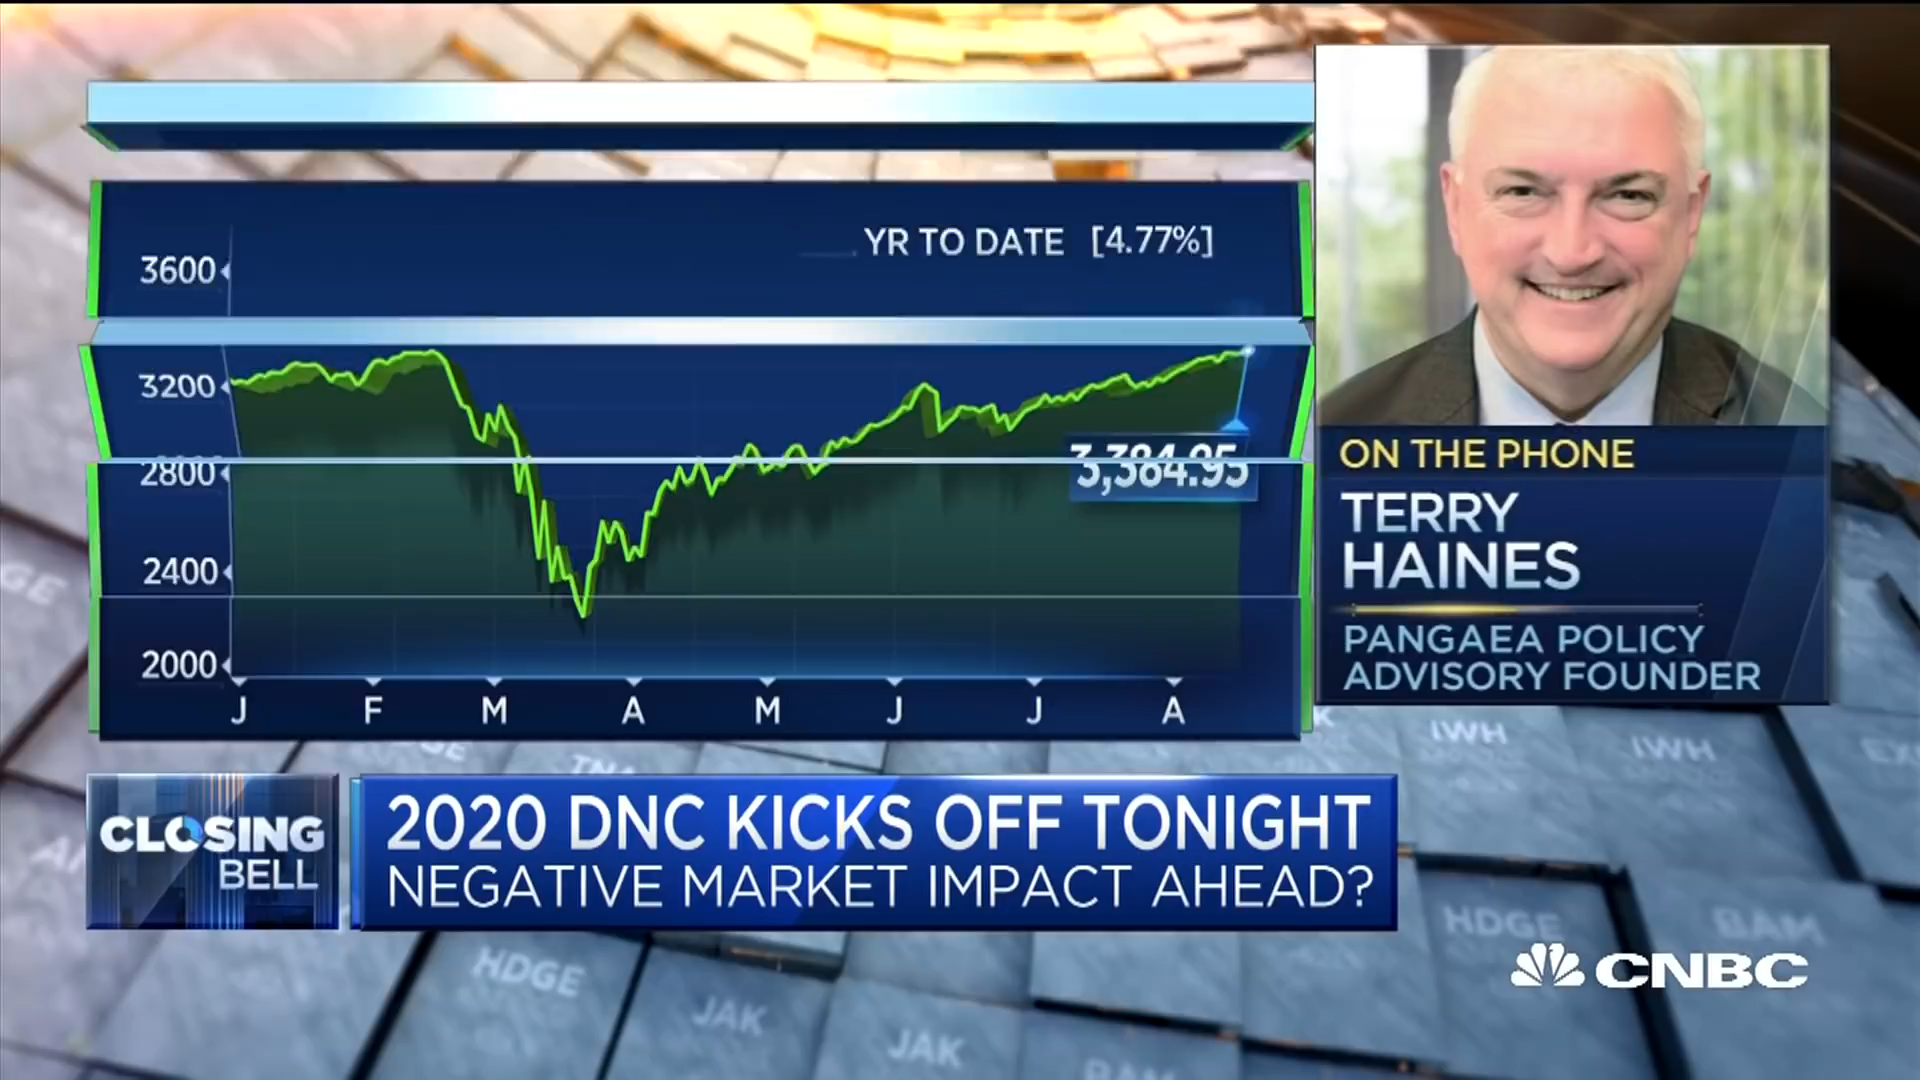 YR TO DATE [4.77%]
3600
3200
2800
2400
2000
3,384.95
J F M A M J J A
ON THE PHONE
TERRY
HAINES
PANGAEA POLICY
ADVISORY FOUNDER
CLOSING
BELL
2020 DNC KICKS OFF TONIGHT
NEGATIVE MARKET IMPACT AHEAD?
CNBC
IWH
IWH
HDGE
BAM
HDGE
JAK
JAK
BAM